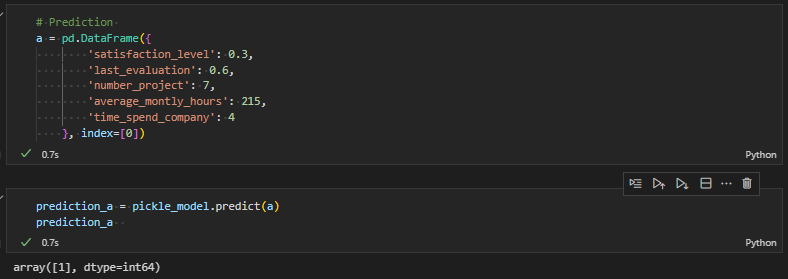 # Prediction
a = pd.DataFrame({
'satisfaction_level': 0.3,
'last_evaluation': 0.6,
'number_project': 7,
'average_montly_hours': 215,
'time_spend_company': 4
}, index=[0])
0.7s
Python
prediction_a = pickle_model.predict(a)
prediction_a
0.7s
Python
array([1], dtype=int64)